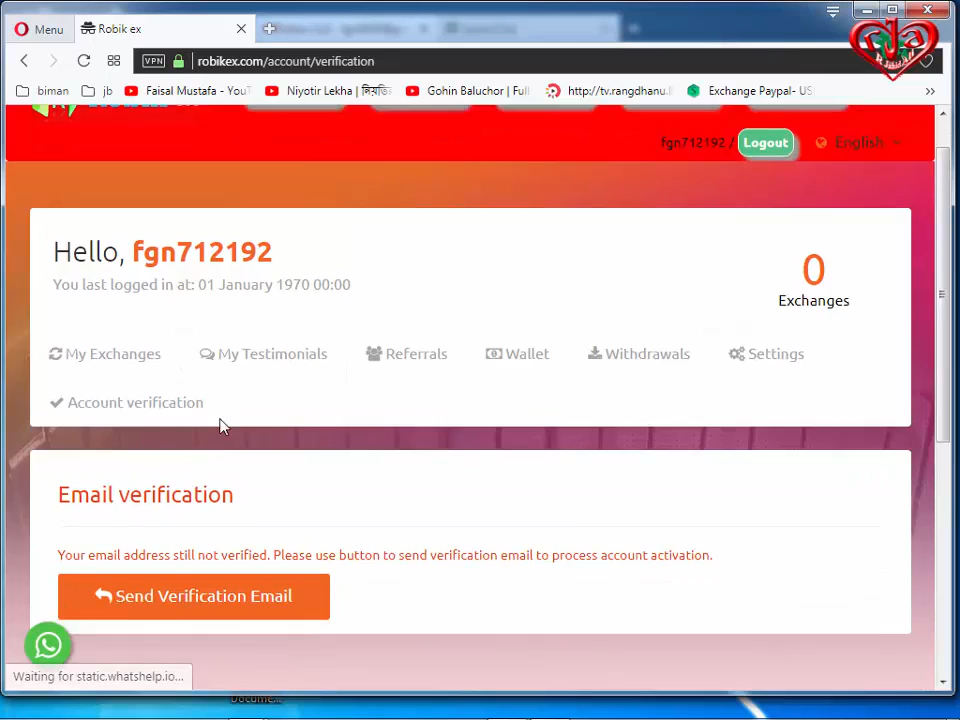 Menu
Robik ex
VPN
robikex.com/account/verification
biman
jb
Faisal Mustafa - YouT
Niyotir Lekha | নিয়তি
Gohin Baluchor | Full
http://tv.rangdhanu.l
Exchange Paypal- US
fgn712192 /
Logout
English
Hello, fgn712192
You last logged in at: 01 January 1970 00:00
0
Exchanges
My Exchanges
My Testimonials
Referrals
Wallet
Withdrawals
Settings
Account verification
Email verification
Your email address still not verified. Please use button to send verification email to process account activation.
Send Verification Email
Waiting for static.whatshelp.io...